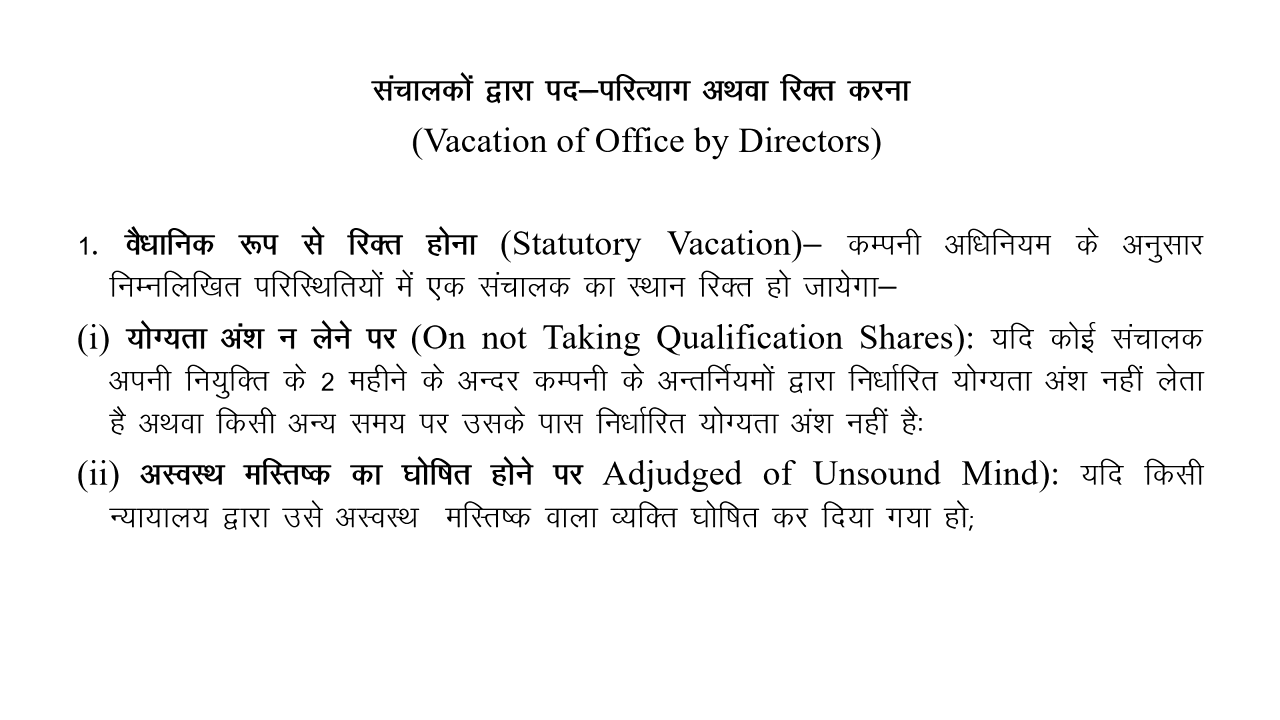 संचालकों द्वारा पद–परित्याग अथवा रिक्त करना
(Vacation of Office by Directors)
1. वैधानिक रूप से रिक्त होना (Statutory Vacation)– कम्पनी अधिनियम के अनुसार
निम्नलिखित परिस्थितियों में एक संचालक का स्थान रिक्त हो जायेगा–
(i) योग्यता अंश न लेने पर (On not Taking Qualification Shares): यदि कोई संचालक
अपनी नियुक्ति के 2 महीने के अन्दर कम्पनी के अन्तर्नियमों द्वारा निर्धारित योग्यता अंश नहीं लेता
है अथवा किसी अन्य समय पर उसके पास निर्धारित योग्यता अंश नहीं है:
(ii) अस्वस्थ मस्तिष्क का घोषित होने पर Adjudged of Unsound Mind): यदि किसी
न्यायालय द्वारा उसे अस्वस्थ मस्तिष्क वाला व्यक्ति घोषित कर दिया गया हो;